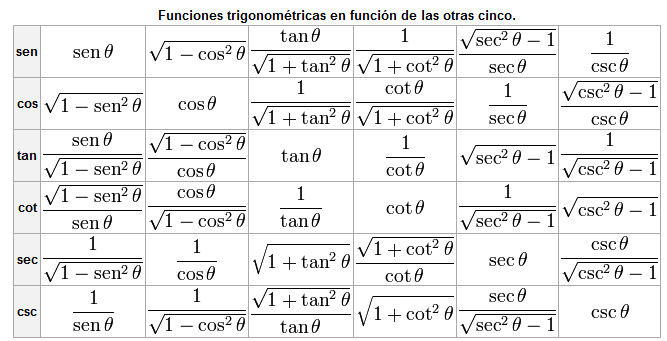 Funciones trigonométricas en función de las otras cinco.
sen sen θ √(1 − cos² θ) tan θ / √(1 + tan² θ) 1 / √(1 + cot² θ) √(sec² θ − 1) / sec θ 1 / csc θ
cos √(1 − sen² θ) cos θ 1 / √(1 + tan² θ) cot θ / √(1 + cot² θ) 1 / sec θ √(csc² θ − 1) / csc θ
tan sen θ / √(1 − sen² θ) √(1 − cos² θ) / cos θ tan θ 1 / cot θ √(sec² θ − 1) 1 / √(csc² θ − 1)
cot √(1 − sen² θ) / sen θ cos θ / √(1 − cos² θ) 1 / tan θ cot θ 1 / √(sec² θ − 1) √(csc² θ − 1)
sec 1 / √(1 − sen² θ) 1 / cos θ √(1 + tan² θ) √(1 + cot² θ) / cot θ sec θ csc θ / √(csc² θ − 1)
csc 1 / sen θ 1 / √(1 − cos² θ) √(1 + tan² θ) / tan θ √(1 + cot² θ) sec θ / √(sec² θ − 1) csc θ